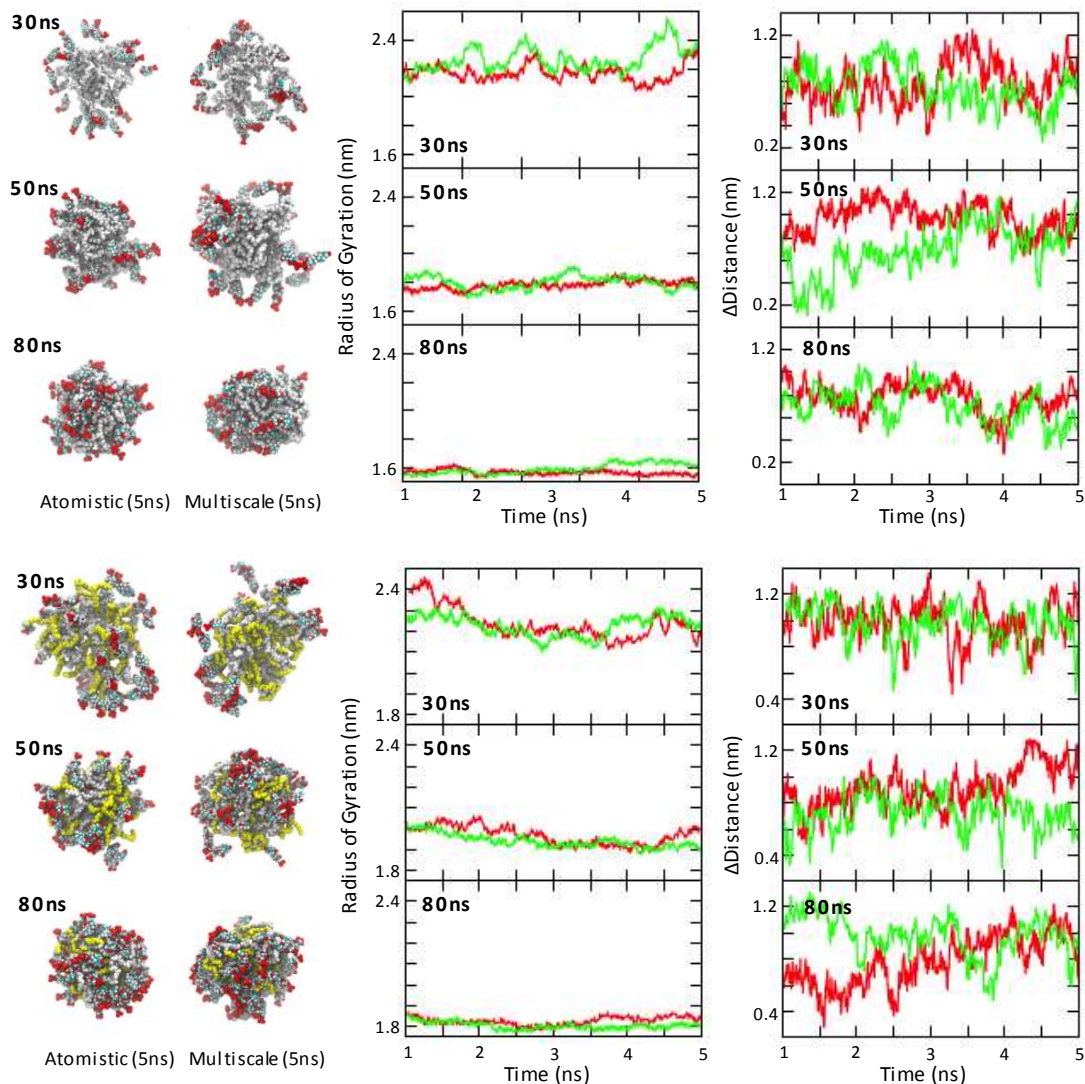 30ns
50ns
80ns
Atomistic (5ns) Multiscale (5ns)
Radius of Gyration (nm)
2.4
1.6
30ns
2.4
1.6
50ns
2.4
1.6
80ns
1 2 3 4 5
Time (ns)
ΔDistance (nm)
1.2
0.2
30ns
1.2
0.2
50ns
1.2
0.2
80ns
1 2 3 4 5
Time (ns)
30ns
50ns
80ns
Atomistic (5ns) Multiscale (5ns)
Radius of Gyration (nm)
2.4
1.8
30ns
2.4
1.8
50ns
2.4
1.8
80ns
1 2 3 4 5
Time (ns)
ΔDistance (nm)
1.2
0.4
30ns
1.2
0.4
50ns
1.2
0.4
80ns
1 2 3 4 5
Time (ns)